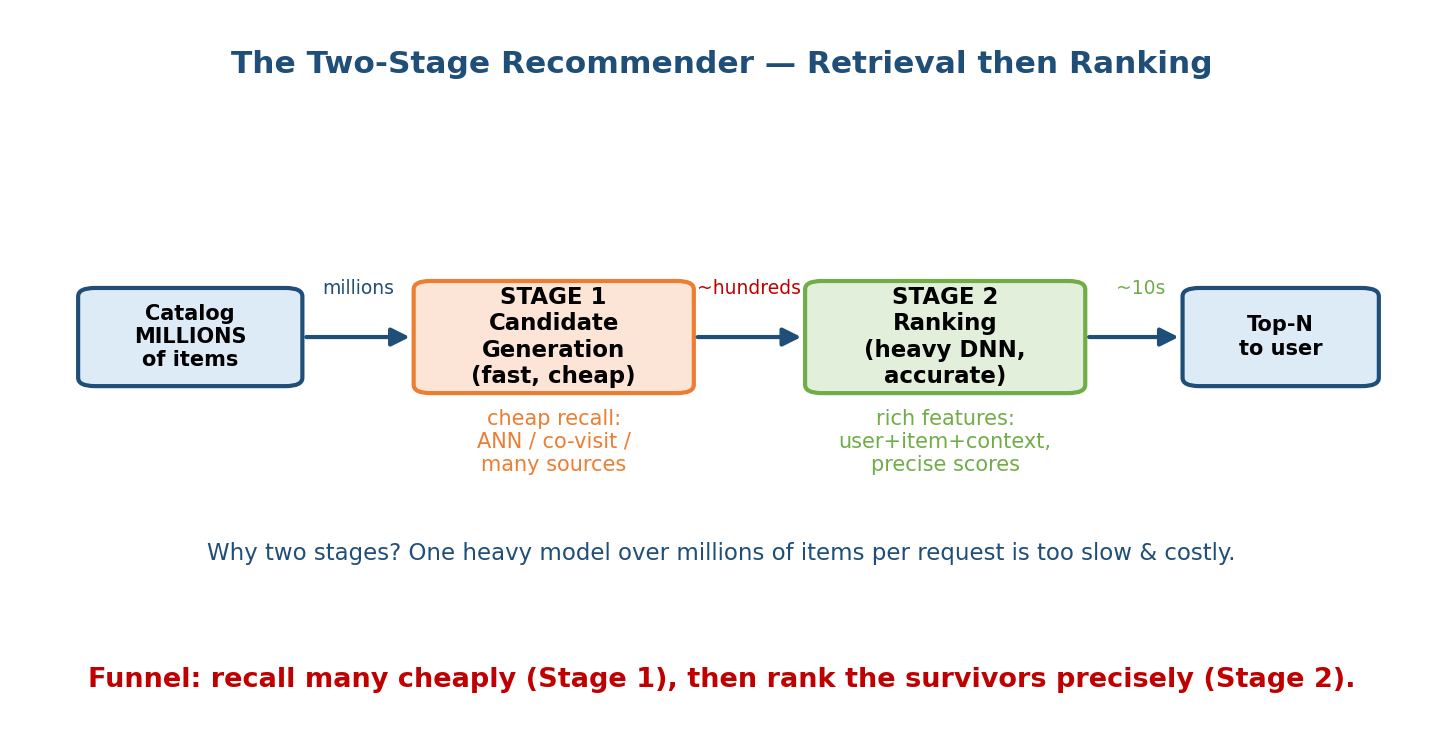 The Two-Stage Recommender — Retrieval then Ranking
Catalog
MILLIONS
of items
millions
STAGE 1
Candidate
Generation
(fast, cheap)
~hundreds
STAGE 2
Ranking
(heavy DNN,
accurate)
~10s
Top-N
to user
cheap recall:
ANN / co-visit /
many sources
rich features:
user+item+context,
precise scores
Why two stages? One heavy model over millions of items per request is too slow & costly.
Funnel: recall many cheaply (Stage 1), then rank the survivors precisely (Stage 2).